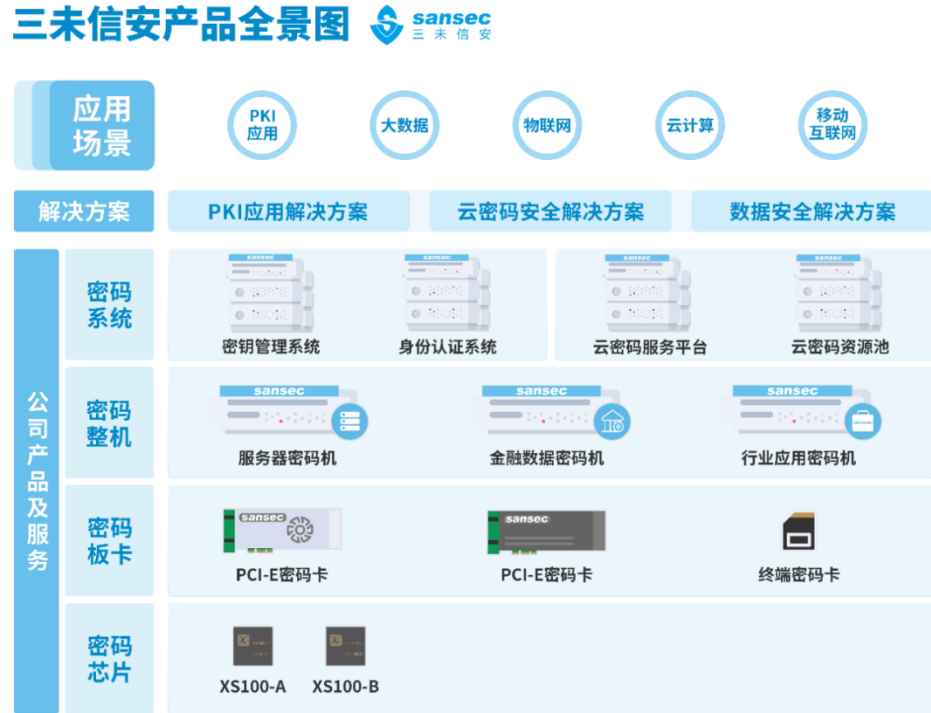 三未信安产品全景图
sansec
三未信安
应用
场景
PKI
应用
大数据
物联网
云计算
移动
互联网
解决方案
PKI应用解决方案
云密码安全解决方案
数据安全解决方案
公司产品及服务
密码
系统
sansec
sansec
sansec
sansec
密钥管理系统
身份认证系统
云密码服务平台
云密码资源池
密码
整机
sansec
sansec
sansec
服务器密码机
金融数据密码机
行业应用密码机
密码
板卡
sansec
sansec
PCI-E密码卡
PCI-E密码卡
终端密码卡
密码
芯片
XS100-A
XS100-B